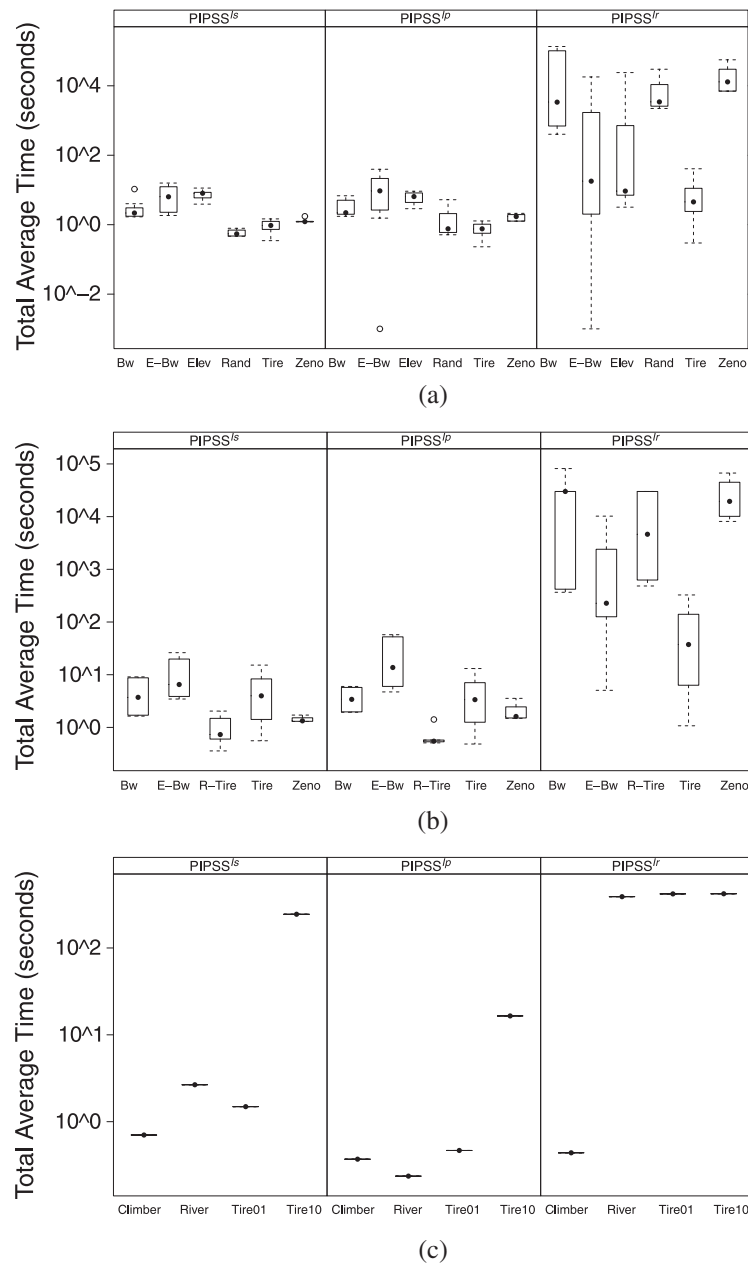 PIPSS^ls PIPSS^lp PIPSS^lr
Total Average Time (seconds)
10^4
10^2
10^0
10^−2
Bw E−Bw Elev Rand Tire Zeno Bw E−Bw Elev Rand Tire Zeno Bw E−Bw Elev Rand Tire Zeno
(a)
PIPSS^ls PIPSS^lp PIPSS^lr
Total Average Time (seconds)
10^5
10^4
10^3
10^2
10^1
10^0
Bw E−Bw R−Tire Tire Zeno Bw E−Bw R−Tire Tire Zeno Bw E−Bw R−Tire Tire Zeno
(b)
PIPSS^ls PIPSS^lp PIPSS^lr
Total Average Time (seconds)
10^2
10^1
10^0
Climber River Tire01 Tire10 Climber River Tire01 Tire10 Climber River Tire01 Tire10
(c)